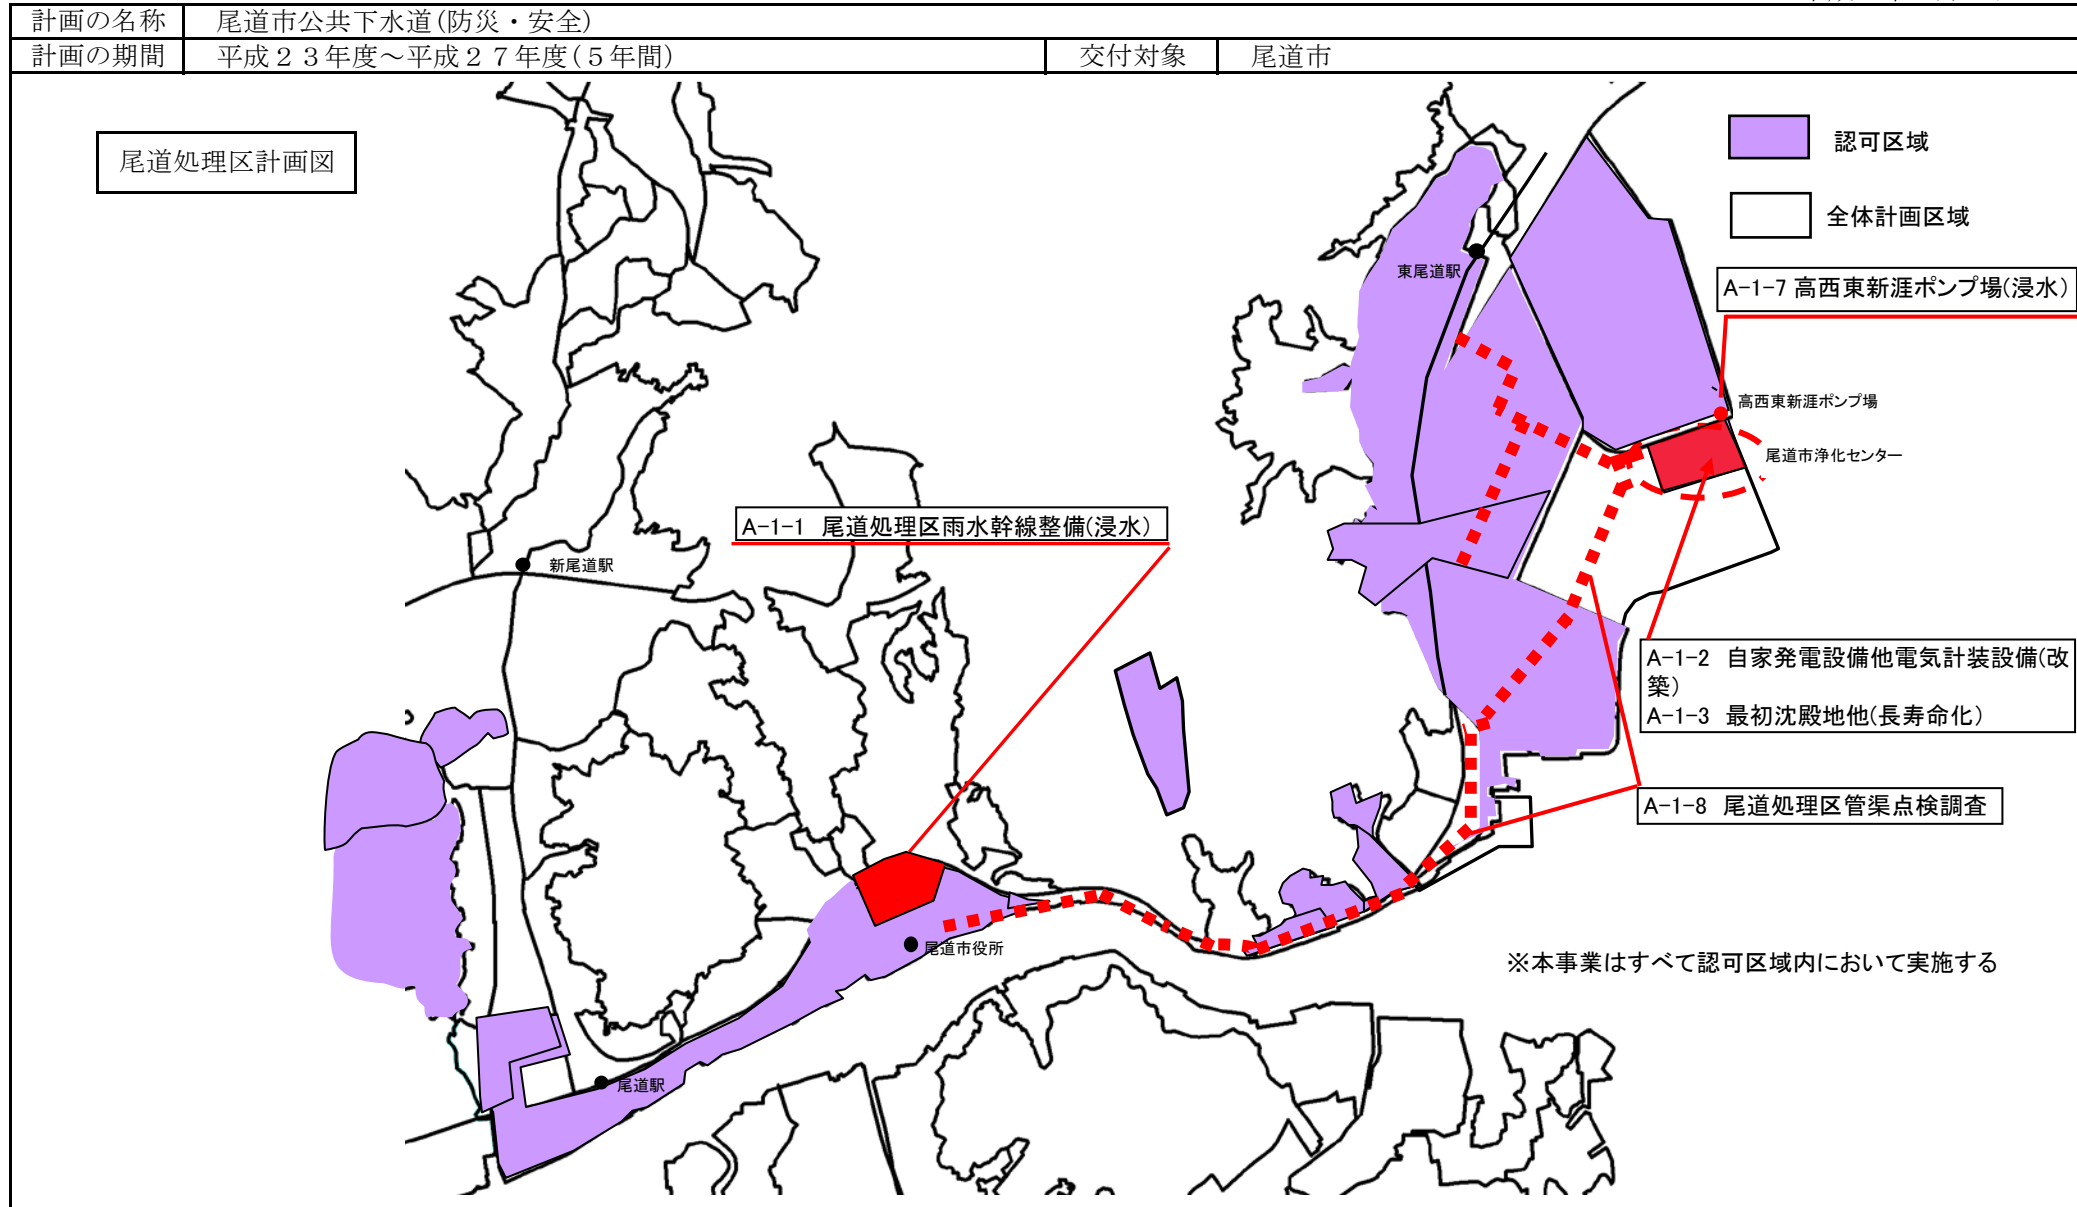 計画の名称 尾道市公共下水道(防災・安全)
計画の期間 平成２３年度～平成２７年度(５年間) 交付対象 尾道市
尾道処理区計画図
認可区域
全体計画区域
東尾道駅
A-1-7 高西東新涯ポンプ場(浸水)
高西東新涯ポンプ場
尾道市浄化センター
A-1-1 尾道処理区雨水幹線整備(浸水)
新尾道駅
A-1-2 自家発電設備他電気計装設備(改
築)
A-1-3 最初沈殿地他(長寿命化)
A-1-8 尾道処理区管渠点検調査
尾道市役所
※本事業はすべて認可区域内において実施する
尾道駅